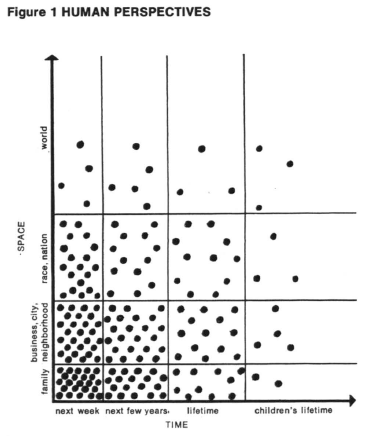 Figure 1 HUMAN PERSPECTIVES
world
SPACE
race, nation
business, city,
neighborhood
family
next week
next few years
lifetime
children's lifetime
TIME